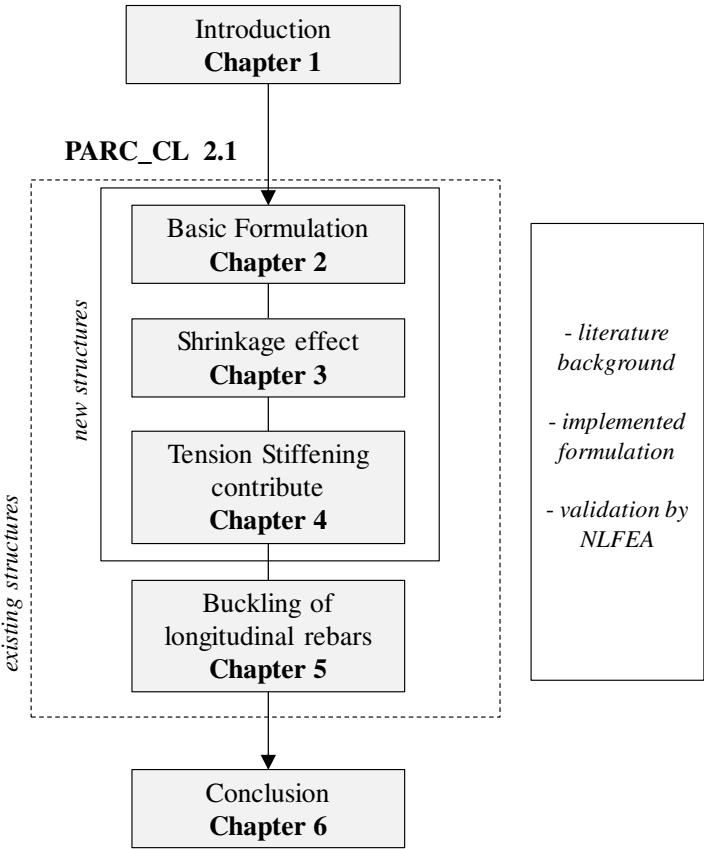 Introduction
Chapter 1
PARC_CL 2.1
Basic Formulation
Chapter 2
Shrinkage effect
Chapter 3
Tension Stiffening
contribute
Chapter 4
new structures
Buckling of
longitudinal rebars
Chapter 5
existing structures
- literature
background
- implemented
formulation
- validation by
NLFEA
Conclusion
Chapter 6